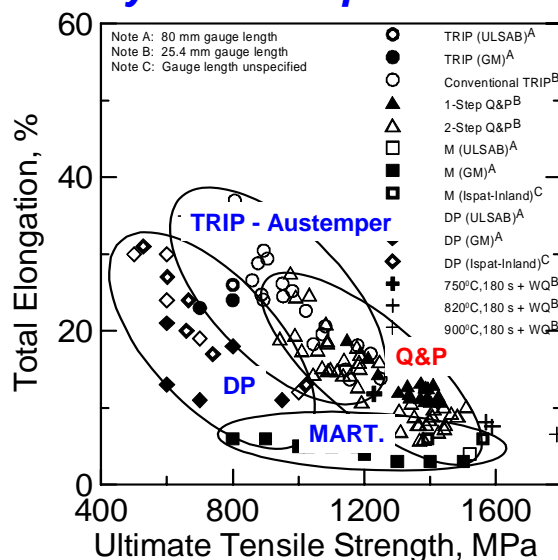 Note A: 80 mm gauge length
Note B: 25.4 mm gauge length
Note C: Gauge length unspecified
TRIP (ULSAB)A
TRIP (GM)A
Conventional TRIPB
1-Step Q&PB
2-Step Q&PB
M (ULSAB)A
M (GM)A
M (Ispat-Inland)C
DP (ULSAB)A
DP (GM)A
DP (Ispat-Inland)C
750ºC,180 s + WQB
820ºC,180 s + WQB
900ºC,180 s + WQB
TRIP - Austemper
Q&P
DP
MART.
Total Elongation, %
60
40
20
0
400 800 1200 1600
Ultimate Tensile Strength, MPa